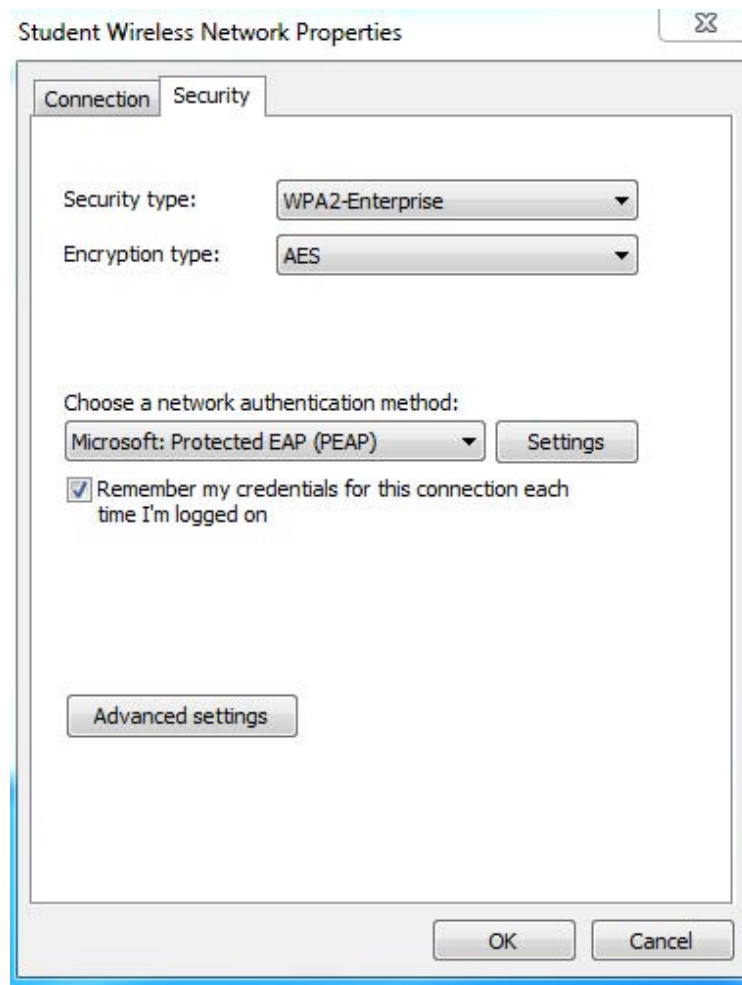 Student Wireless Network Properties
Connection
Security
Security type:
WPA2-Enterprise
Encryption type:
AES
Choose a network authentication method:
Microsoft: Protected EAP (PEAP)
Settings
Remember my credentials for this connection each
time I'm logged on
Advanced settings
OK
Cancel